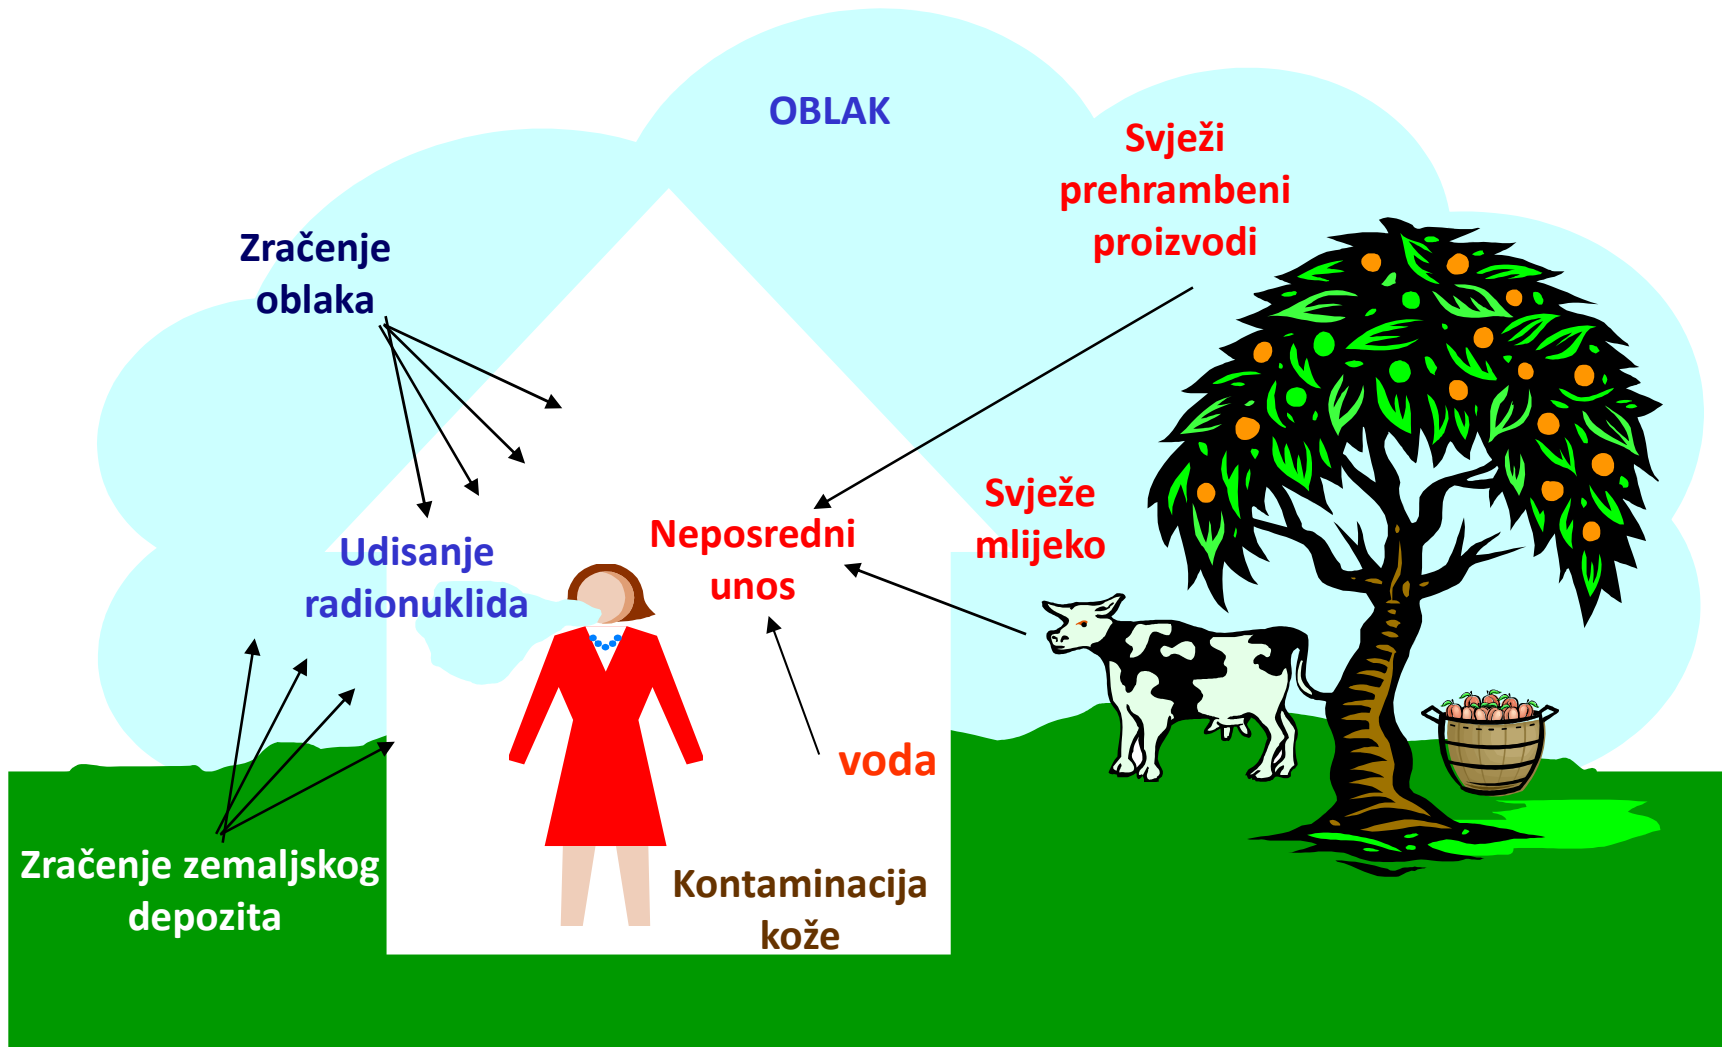 OBLAK
Svježi
prehrambeni
proizvodi
Zračenje
oblaka
Svježe
mlijeko
Neposredni
unos
Udisanje
radionuklida
voda
Zračenje zemaljskog
depozita
Kontaminacija
kože